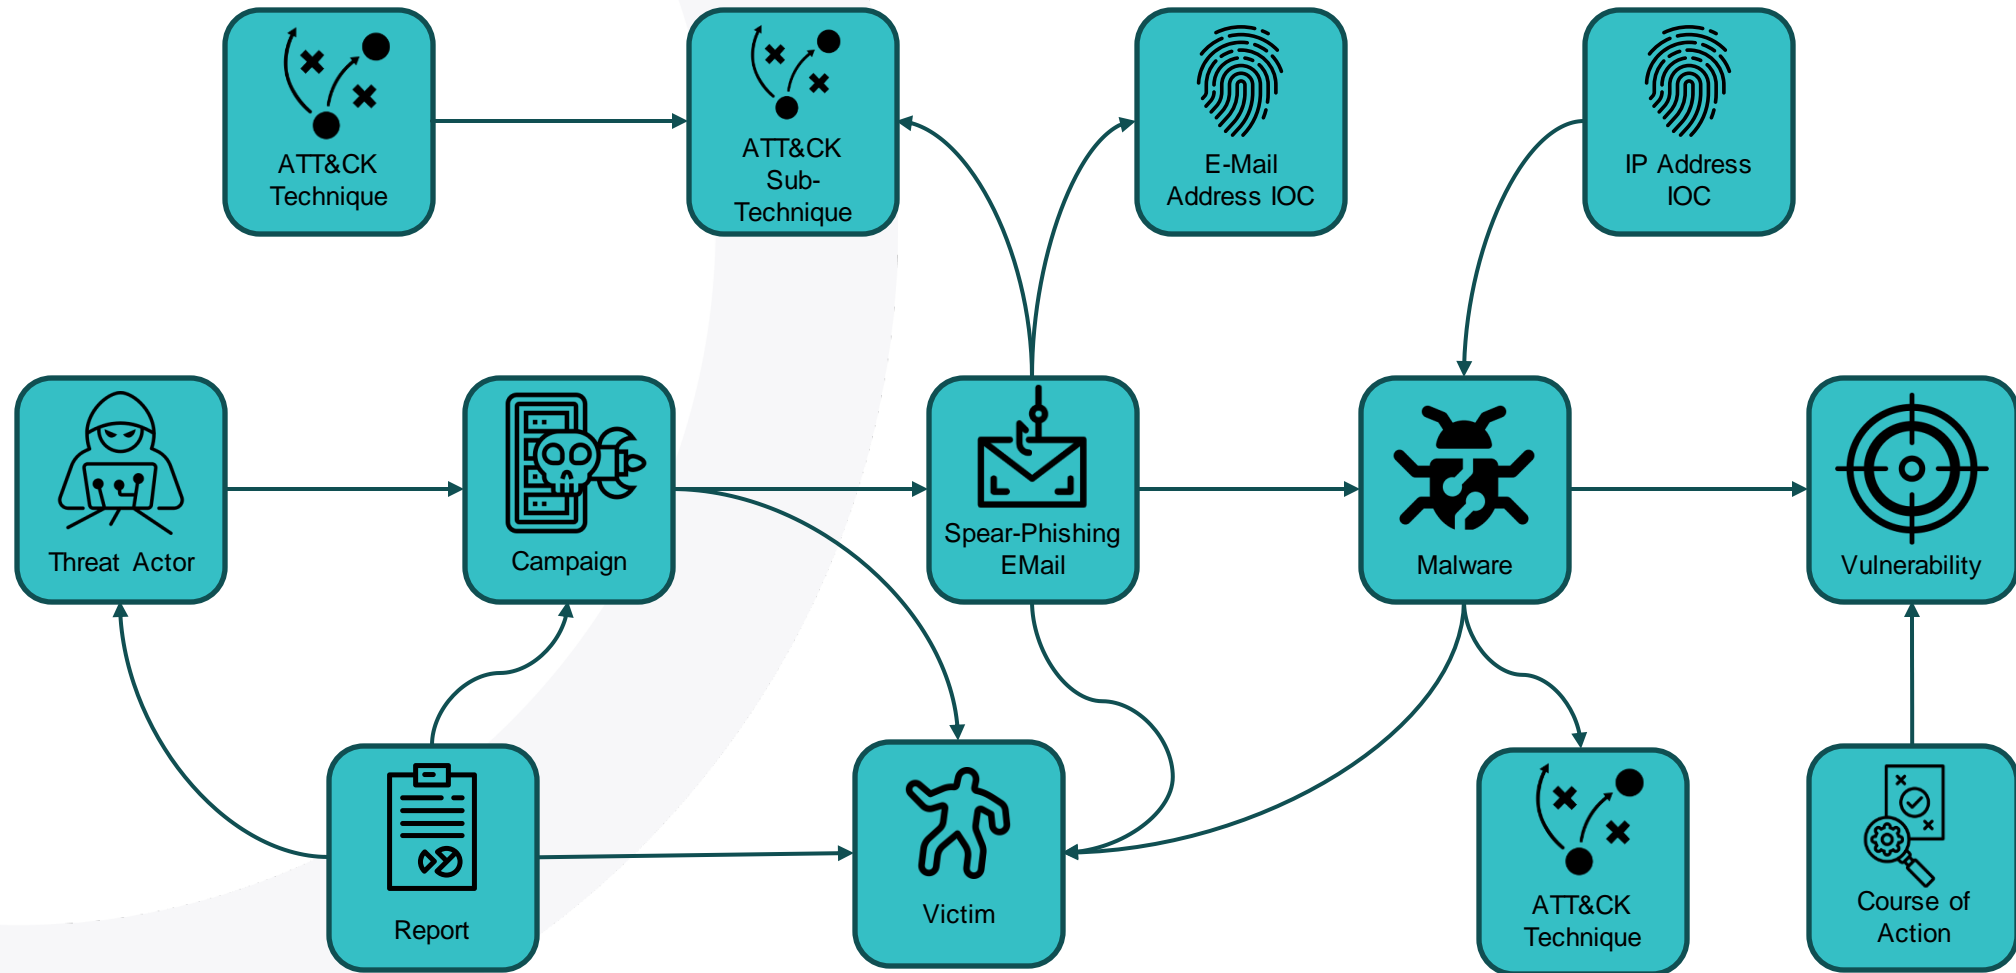 ATT&CK
Technique
ATT&CK
Sub-
Technique
E-Mail
Address IOC
IP Address
IOC
Threat Actor
Campaign
Spear-Phishing
EMail
Malware
Vulnerability
Report
Victim
ATT&CK
Technique
Course of
Action